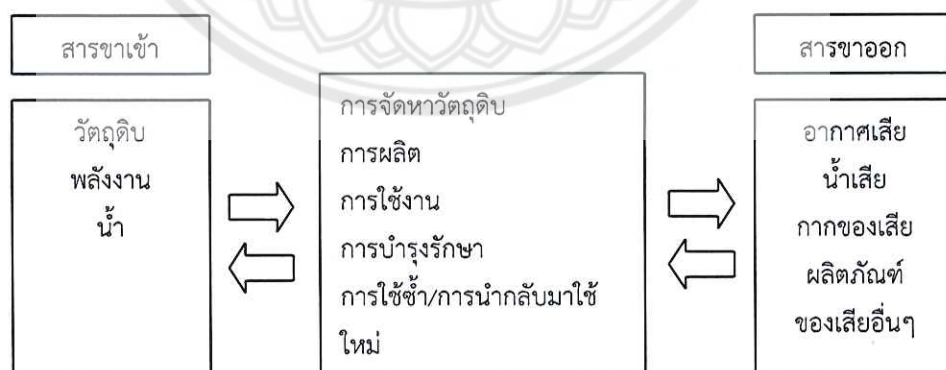 สารขาเข้า
สารขาออก
วัตถุดิบ
พลังงาน
น้ำ
การจัดหาวัตถุดิบ
การผลิต
การใช้งาน
การบำรุงรักษา
การใช้ซ้ำ/การนำกลับมาใช้
ใหม่
อากาศเสีย
น้ำเสีย
กากของเสีย
ผลิตภัณฑ์
ของเสียอื่นๆ